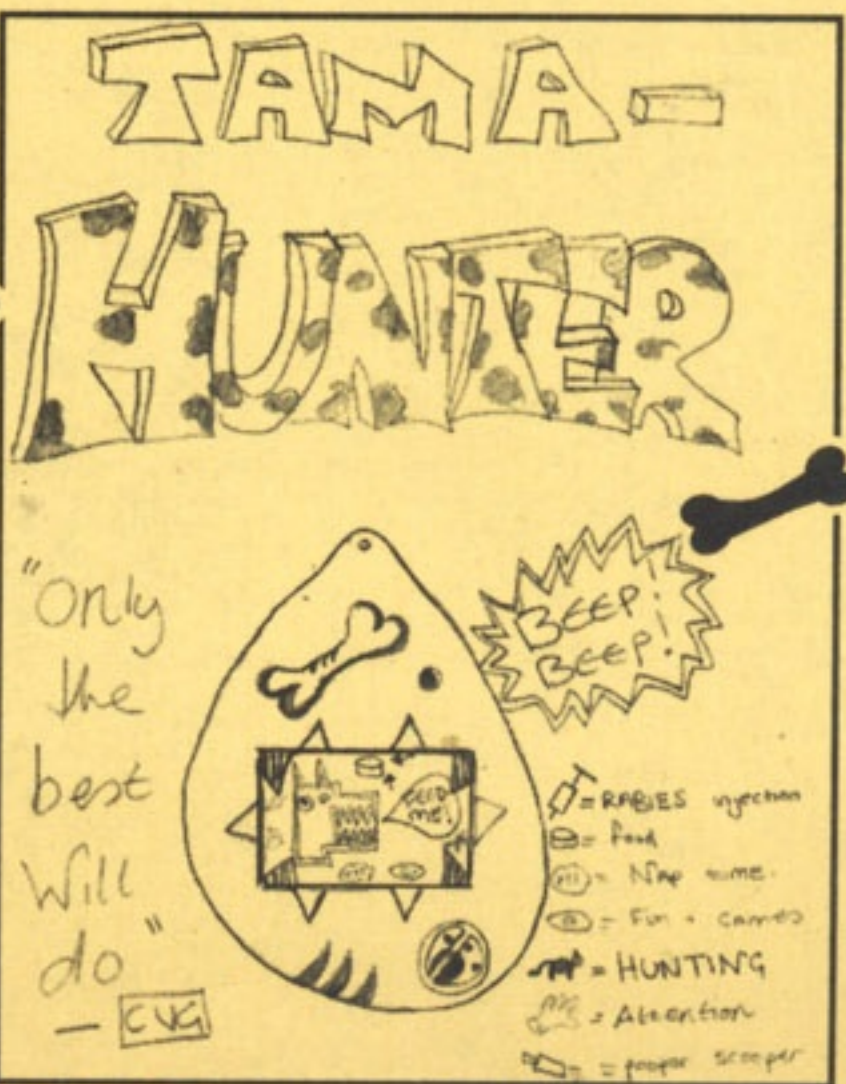 TAMA-
HUNTER
"Only
the
best
Will
do"
- CVG
BEEP!
BEEP!
FEED
ME!
= RABIES injection
= food
= Nap time.
= Fun + Games
= HUNTING
= Attention
= pooper scooper